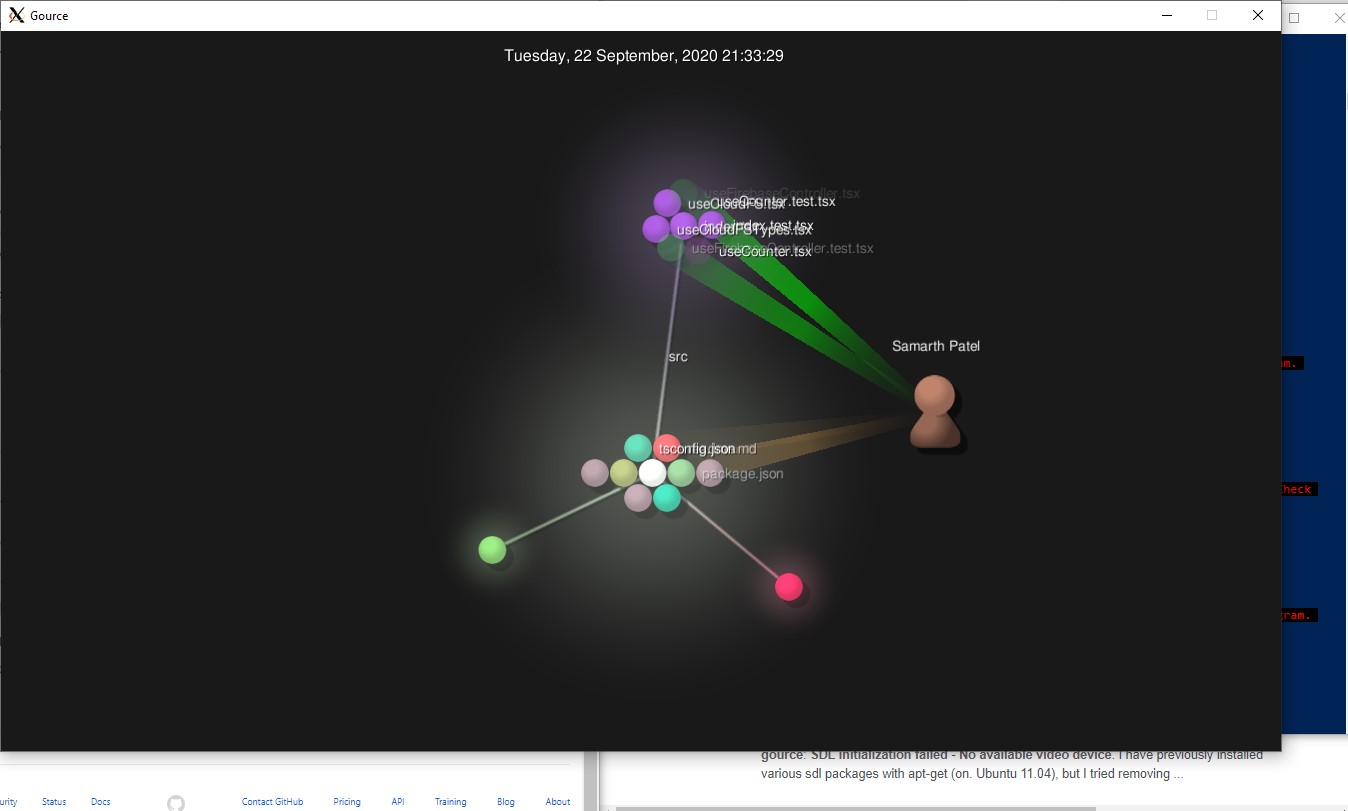 Gource
Tuesday, 22 September, 2020 21:33:29
useFirebaseController.tsx
useCloudFS.tsx
useCounter.test.tsx
index.test.tsx
useCloudFSTypes.tsx
useFirebaseController.test.tsx
useCounter.tsx
Samarth Patel
src
m.
tsconfig.json
md
package.json
heck
ram.
gource: SDL initialization failed - No available video device. I have previously installed
various sdl packages with apt-get (on. Ubuntu 11.04), but I tried removing ...
urity Status Docs Contact GitHub Pricing API Training Blog About